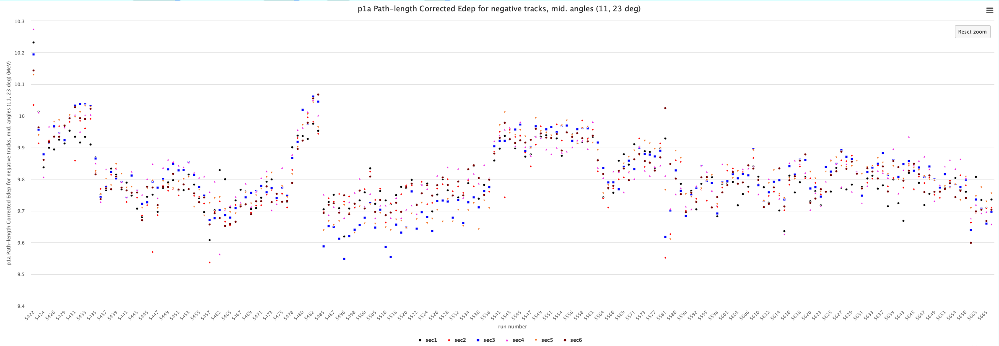 p1a Path-length Corrected Edep for negative tracks, mid. angles (11, 23 deg)
Reset zoom
p1a Path-length Corrected Edep for negative tracks, mid. angles (11, 23 deg) (MeV)
10.3
10.2
10.1
10
9.9
9.8
9.7
9.6
9.5
9.4
5422 5424 5426 5429 5431 5433 5435 5437 5439 5441 5443 5445 5447 5449 5451 5453 5455 5457 5462 5465 5467 5469 5471 5473 5475 5478 5480 5482 5485 5487 5496 5498 5500 5505 5516 5518 5520 5522 5524 5526 5528 5532 5534 5536 5538 5541 5543 5545 5547 5549 5551 5554 5556 5558 5561 5564 5566 5569 5571 5573 5577 5581 5586 5590 5592 5595 5598 5601 5603 5606 5610 5612 5614 5616 5618 5620 5623 5625 5627 5629 5631 5633 5637 5639 5643 5645 5647 5649 5651 5654 5656 5663 5665
run number
sec1 sec2 sec3 sec4 sec5 sec6